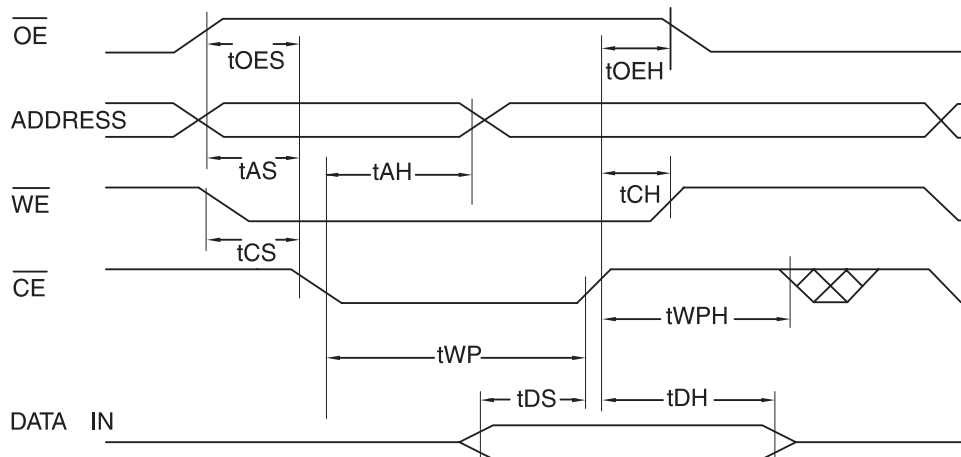 OE
tOES
tOEH
ADDRESS
tAS
tAH
tCH
WE
tCS
CE
tWPH
tWP
tDS
tDH
DATA IN